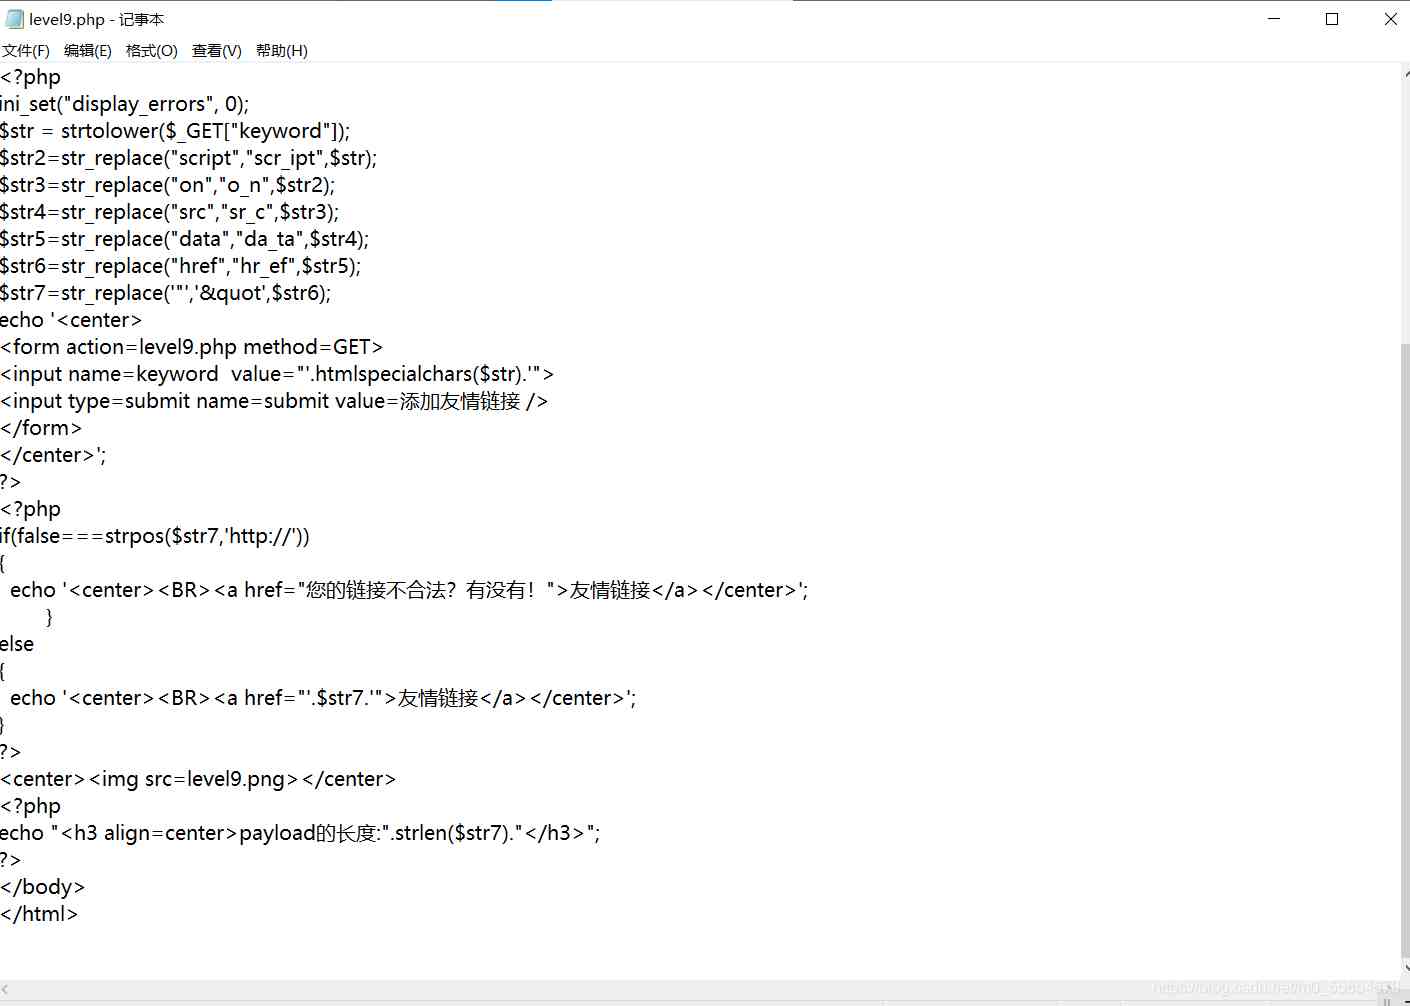 level9.php - 记事本
文件(F) 编辑(E) 格式(O) 查看(V) 帮助(H)
<?php
ini_set("display_errors", 0);
$str = strtolower($_GET["keyword"]);
$str2=str_replace("script","scr_ipt",$str);
$str3=str_replace("on","o_n",$str2);
$str4=str_replace("src","sr_c",$str3);
$str5=str_replace("data","da_ta",$str4);
$str6=str_replace("href","hr_ef",$str5);
$str7=str_replace('"','&quot',$str6);
echo '<center>
<form action=level9.php method=GET>
<input name=keyword  value="'.htmlspecialchars($str).'">
<input type=submit name=submit value=添加友情链接 />
</form>
</center>';
?>
<?php
if(false===strpos($str7,'http://'))
{
  echo '<center><BR><a href="您的链接不合法？有没有！">友情链接</a></center>';
        }
else
{
  echo '<center><BR><a href="'.$str7.'">友情链接</a></center>';
}
?>
<center><img src=level9.png></center>
<?php
echo "<h3 align=center>payload的长度:".strlen($str7)."</h3>";
?>
</body>
</html>